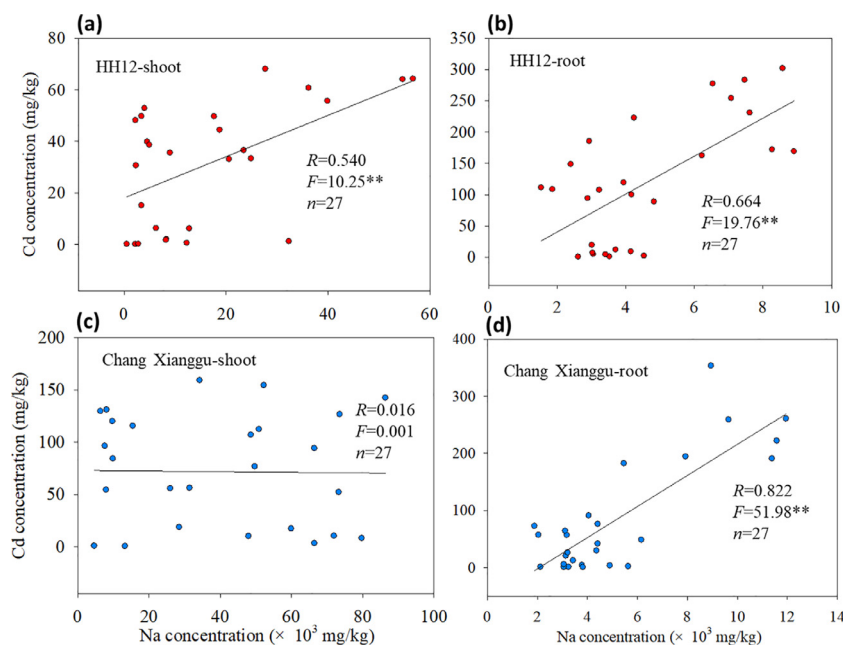 (a)
(b)
HH12-shoot
HH12-root
Cd concentration (mg/kg)
80
60
40
20
0
R=0.540
F=10.25**
n=27
0
20
40
60
350
300
250
200
150
100
50
0
R=0.664
F=19.76**
n=27
0
2
4
6
8
10
(c)
(d)
Chang Xianggu-shoot
Chang Xianggu-root
Cd concentration (mg/kg)
200
150
100
50
0
R=0.016
F=0.001
n=27
0
20
40
60
80
100
Na concentration (× 10³ mg/kg)
400
300
200
100
0
R=0.822
F=51.98**
n=27
0
2
4
6
8
10
12
14
Na concentration (× 10³ mg/kg)